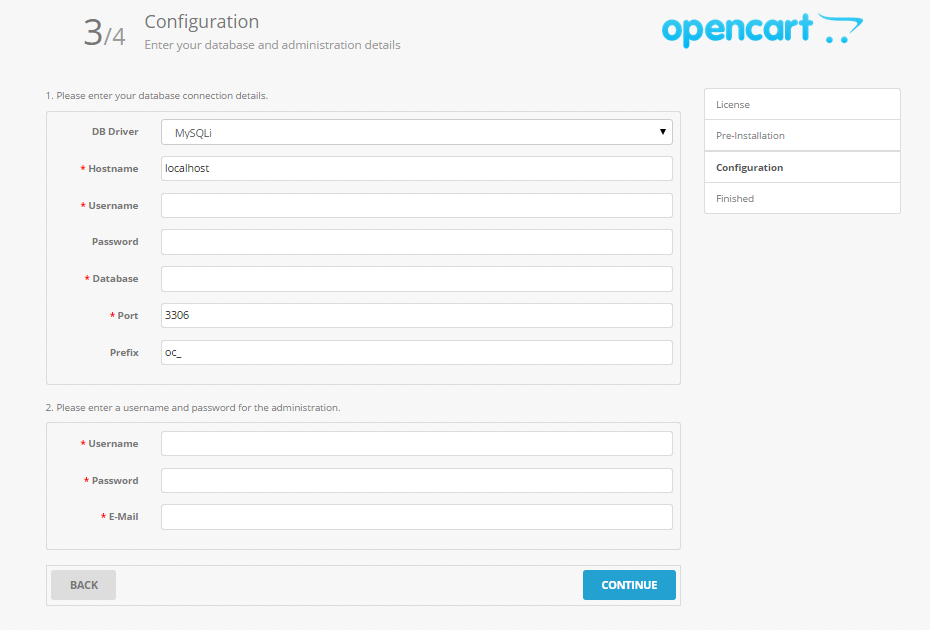 3/4
Configuration
Enter your database and administration details
opencart
1. Please enter your database connection details.
DB Driver MySQLi
* Hostname localhost
* Username
Password
* Database
* Port 3306
Prefix oc_
2. Please enter a username and password for the administration.
* Username
* Password
* E-Mail
BACK CONTINUE
License
Pre-Installation
Configuration
Finished